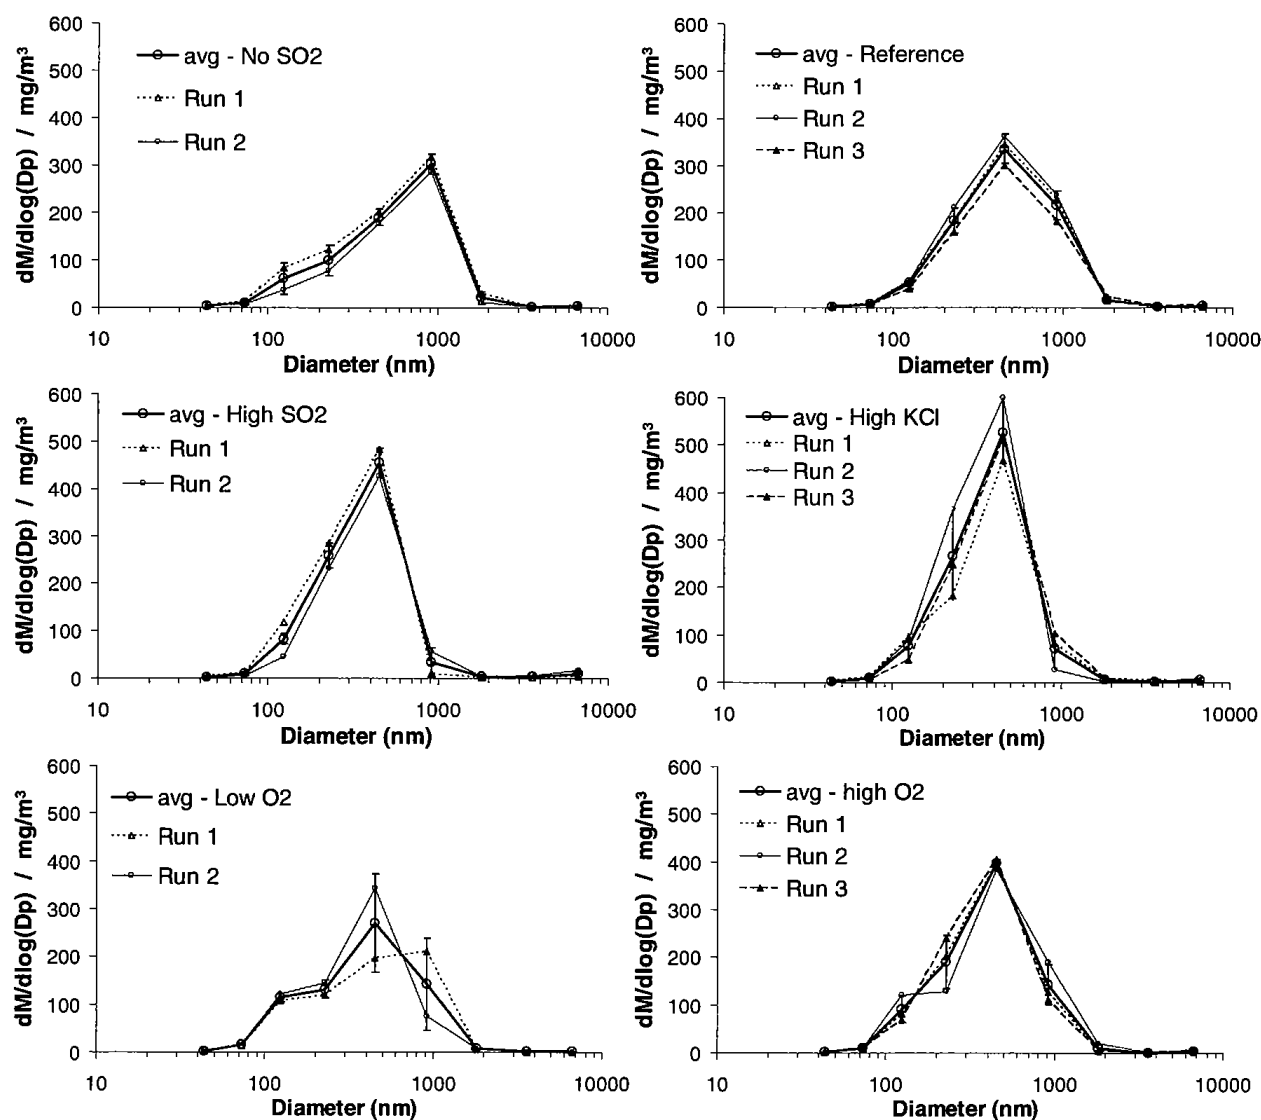 dM/dlog(Dp) / mg/m³
600
500
400
300
200
100
0
10
100
1000
10000
Diameter (nm)
avg - No SO2
Run 1
Run 2
dM/dlog(Dp) / mg/m³
600
500
400
300
200
100
0
10
100
1000
10000
Diameter (nm)
avg - Reference
Run 1
Run 2
Run 3
dM/dlog(Dp) / mg/m³
600
500
400
300
200
100
0
10
100
1000
10000
Diameter (nm)
avg - High SO2
Run 1
Run 2
dM/dlog(Dp) / mg/m³
600
500
400
300
200
100
0
10
100
1000
10000
Diameter (nm)
avg - High KCl
Run 1
Run 2
Run 3
dM/dlog(Dp) / mg/m³
600
500
400
300
200
100
0
10
100
1000
10000
Diameter (nm)
avg - Low O2
Run 1
Run 2
dM/dlog(Dp) / mg/m³
600
500
400
300
200
100
0
10
100
1000
10000
Diameter (nm)
avg - high O2
Run 1
Run 2
Run 3